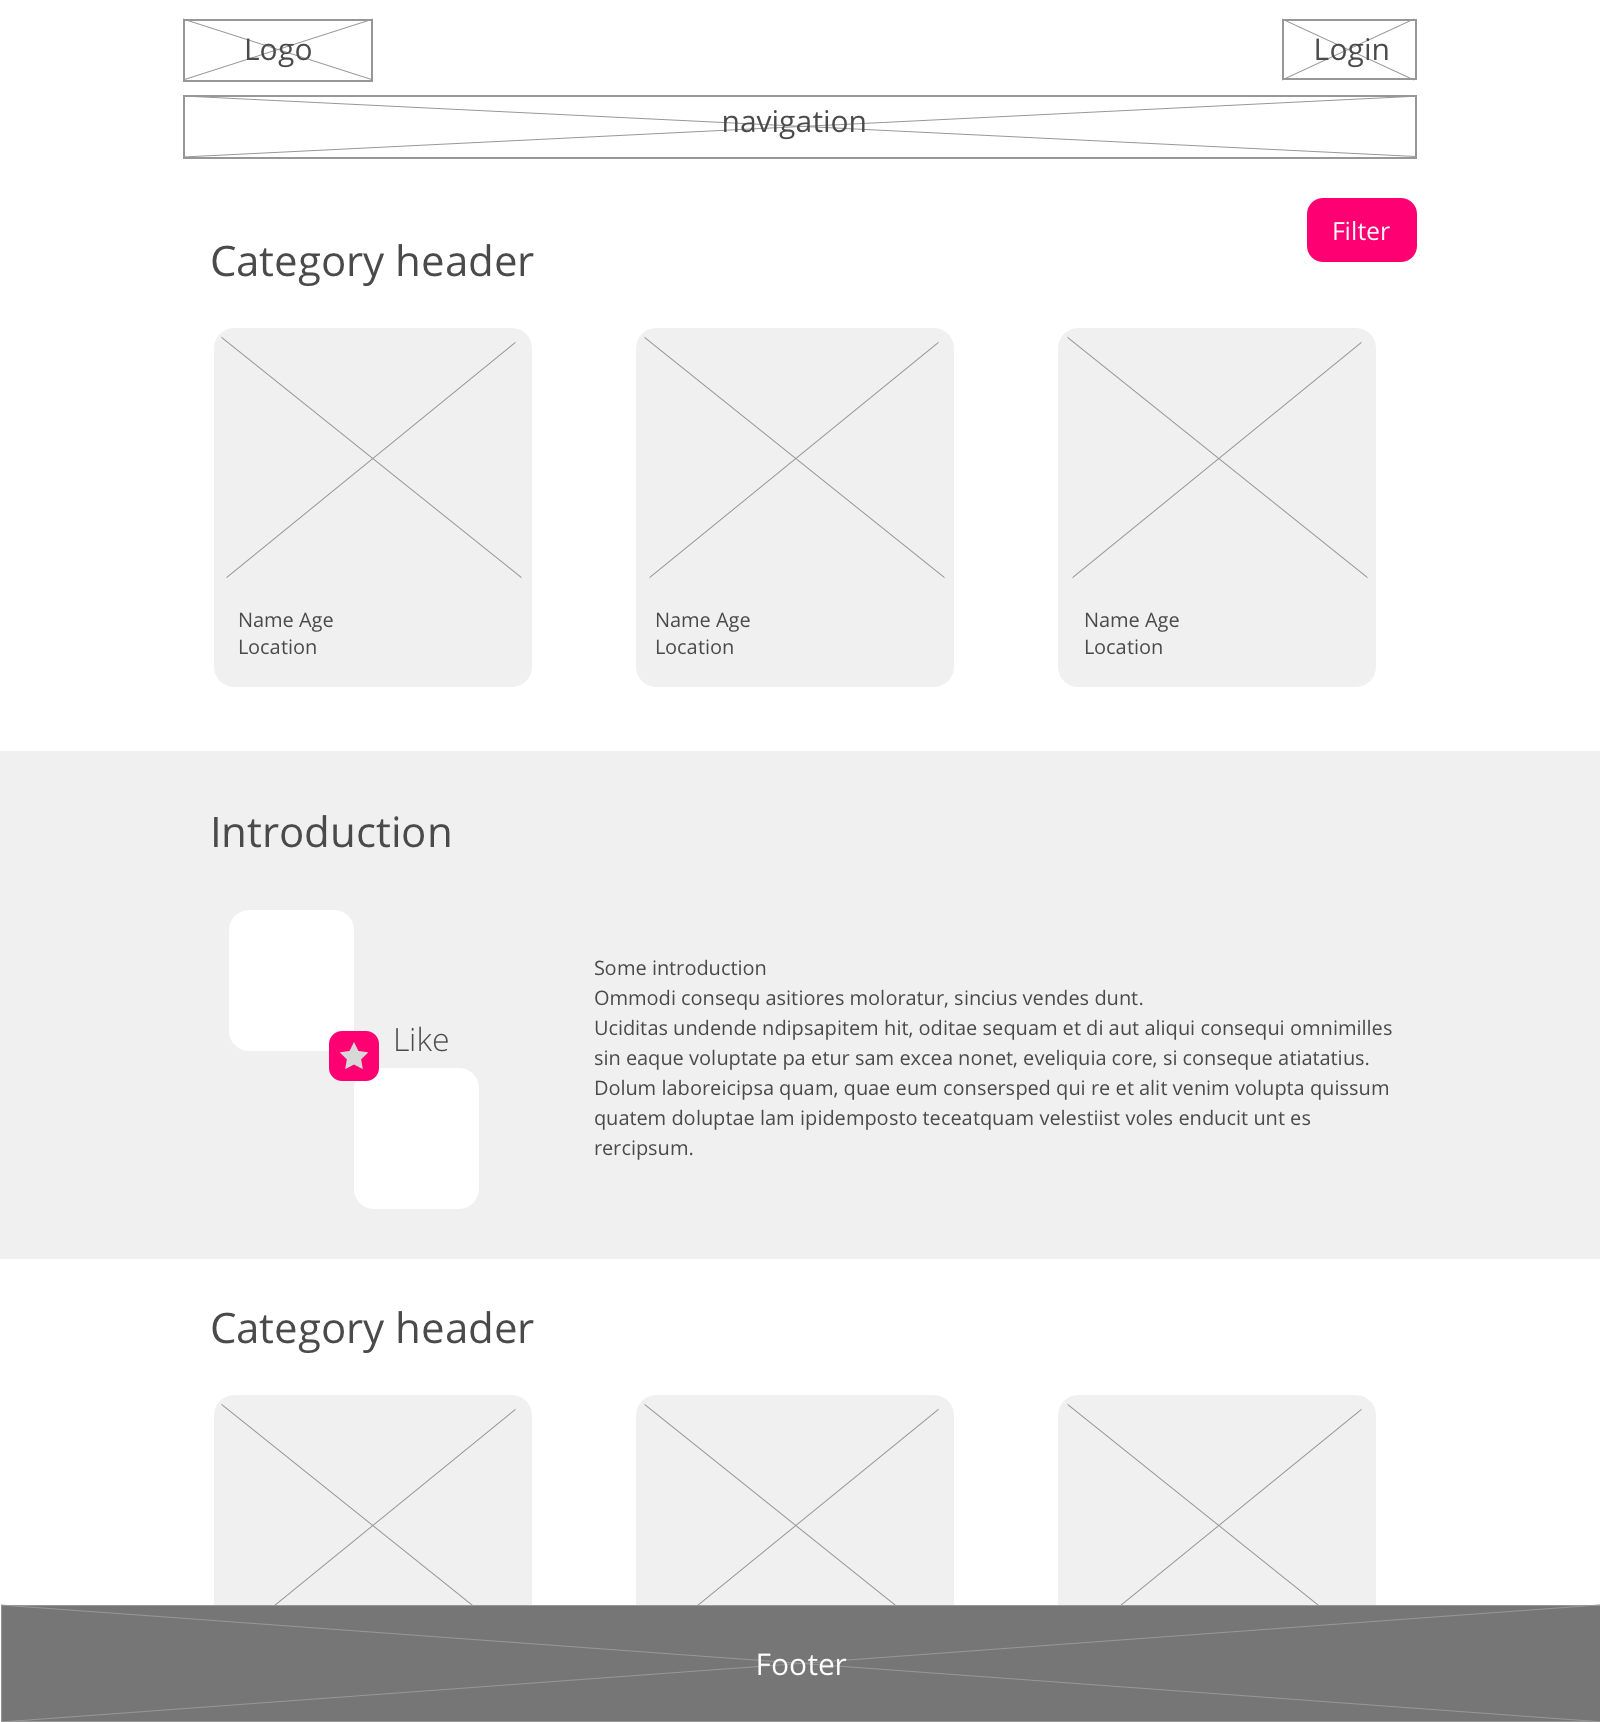 Logo
Login
navigation
Filter
Category header
Name Age
Location
Name Age
Location
Name Age
Location
Introduction
Like
Some introduction
Ommodi consequ asitiores moloratur, sincius vendes dunt.
Uciditas undende ndipsapitem hit, oditae sequam et di aut aliqui consequi omnimilles
sin eaque voluptate pa etur sam excea nonet, eveliquia core, si conseque atiatatius.
Dolum laboreicipsa quam, quae eum consersped qui re et alit venim volupta quissum
quatem doluptae lam ipidemposto teceatquam velestiist voles enducit unt es
rercipsum.
Category header
Footer